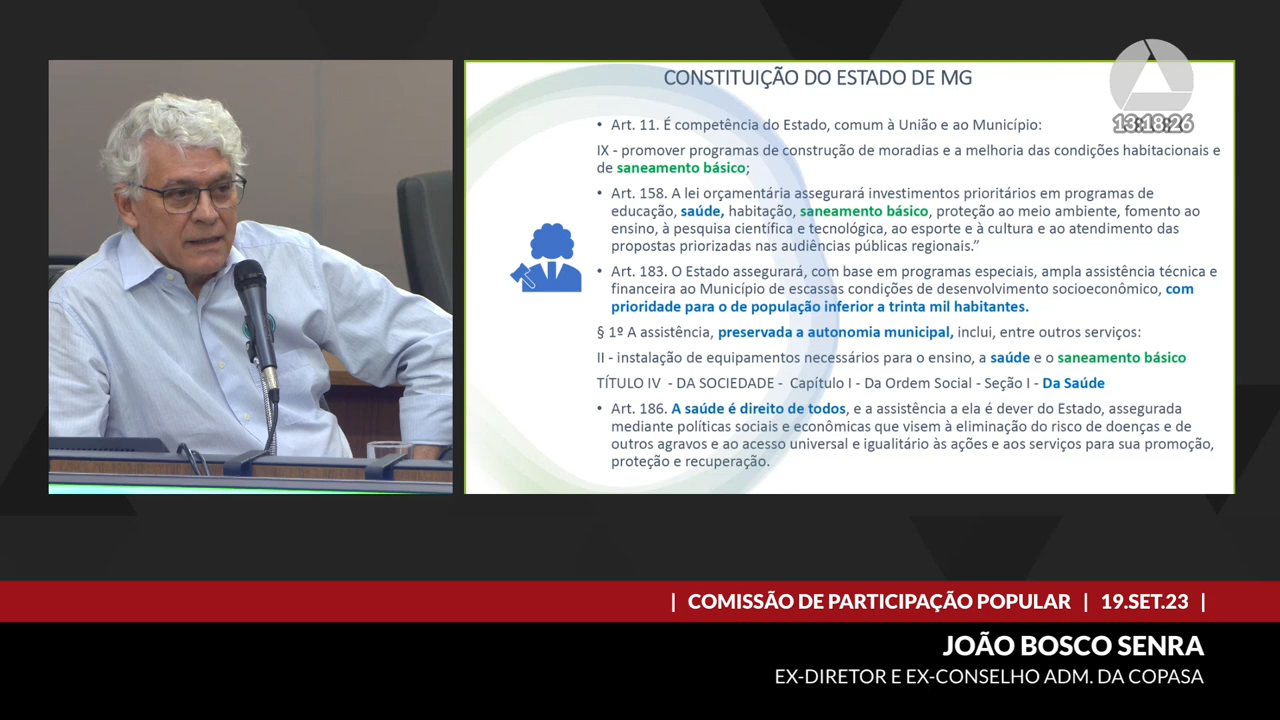 CONSTITUIÇÃO DO ESTADO DE MG
13:18:26
• Art. 11. É competência do Estado, comum à União e ao Município:
IX - promover programas de construção de moradias e a melhoria das condições habitacionais e
de saneamento básico;
• Art. 158. A lei orçamentária assegurará investimentos prioritários em programas de
educação, saúde, habitação, saneamento básico, proteção ao meio ambiente, fomento ao
ensino, à pesquisa científica e tecnológica, ao esporte e à cultura e ao atendimento das
propostas priorizadas nas audiências públicas regionais.”
• Art. 183. O Estado assegurará, com base em programas especiais, ampla assistência técnica e
financeira ao Município de escassas condições de desenvolvimento socioeconômico, com
prioridade para o de população inferior a trinta mil habitantes.
§ 1º A assistência, preservada a autonomia municipal, inclui, entre outros serviços:
II - instalação de equipamentos necessários para o ensino, a saúde e o saneamento básico
TÍTULO IV - DA SOCIEDADE - Capítulo I - Da Ordem Social - Seção I - Da Saúde
• Art. 186. A saúde é direito de todos, e a assistência a ela é dever do Estado, assegurada
mediante políticas sociais e econômicas que visem à eliminação do risco de doenças e de
outros agravos e ao acesso universal e igualitário às ações e aos serviços para sua promoção,
proteção e recuperação.
| COMISSÃO DE PARTICIPAÇÃO POPULAR | 19.SET.23 |
JOÃO BOSCO SENRA
EX-DIRETOR E EX-CONSELHO ADM. DA COPASA